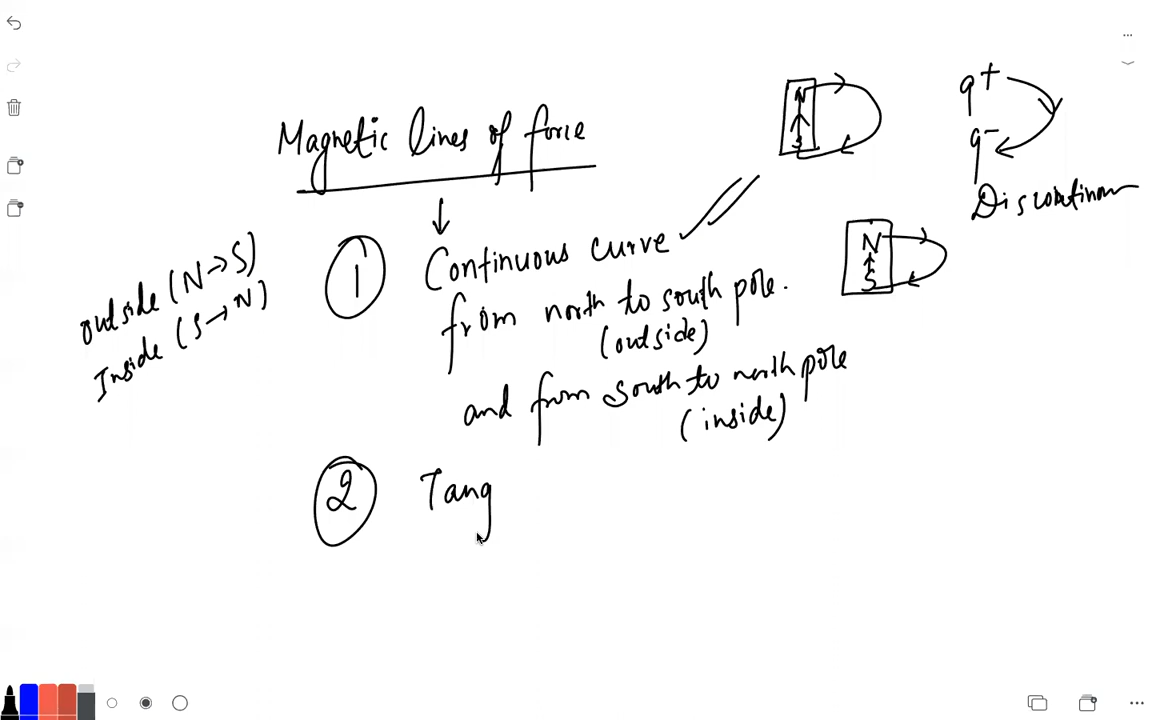 Magnetic lines of force
① Continuous curve
from north to south pole.
(outside)
and from south to north pole
(inside)
② Tang
outside (N→S)
Inside (S→N)
N
S
q+
q-
N
S